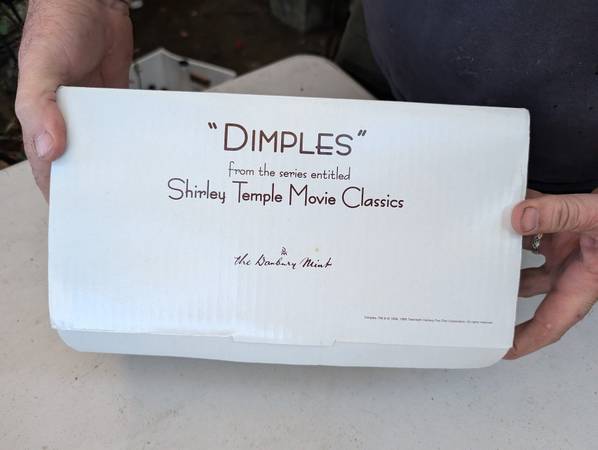 "DIMPLES"
from the series entitled
Shirley Temple Movie Classics
the Danbury Mint